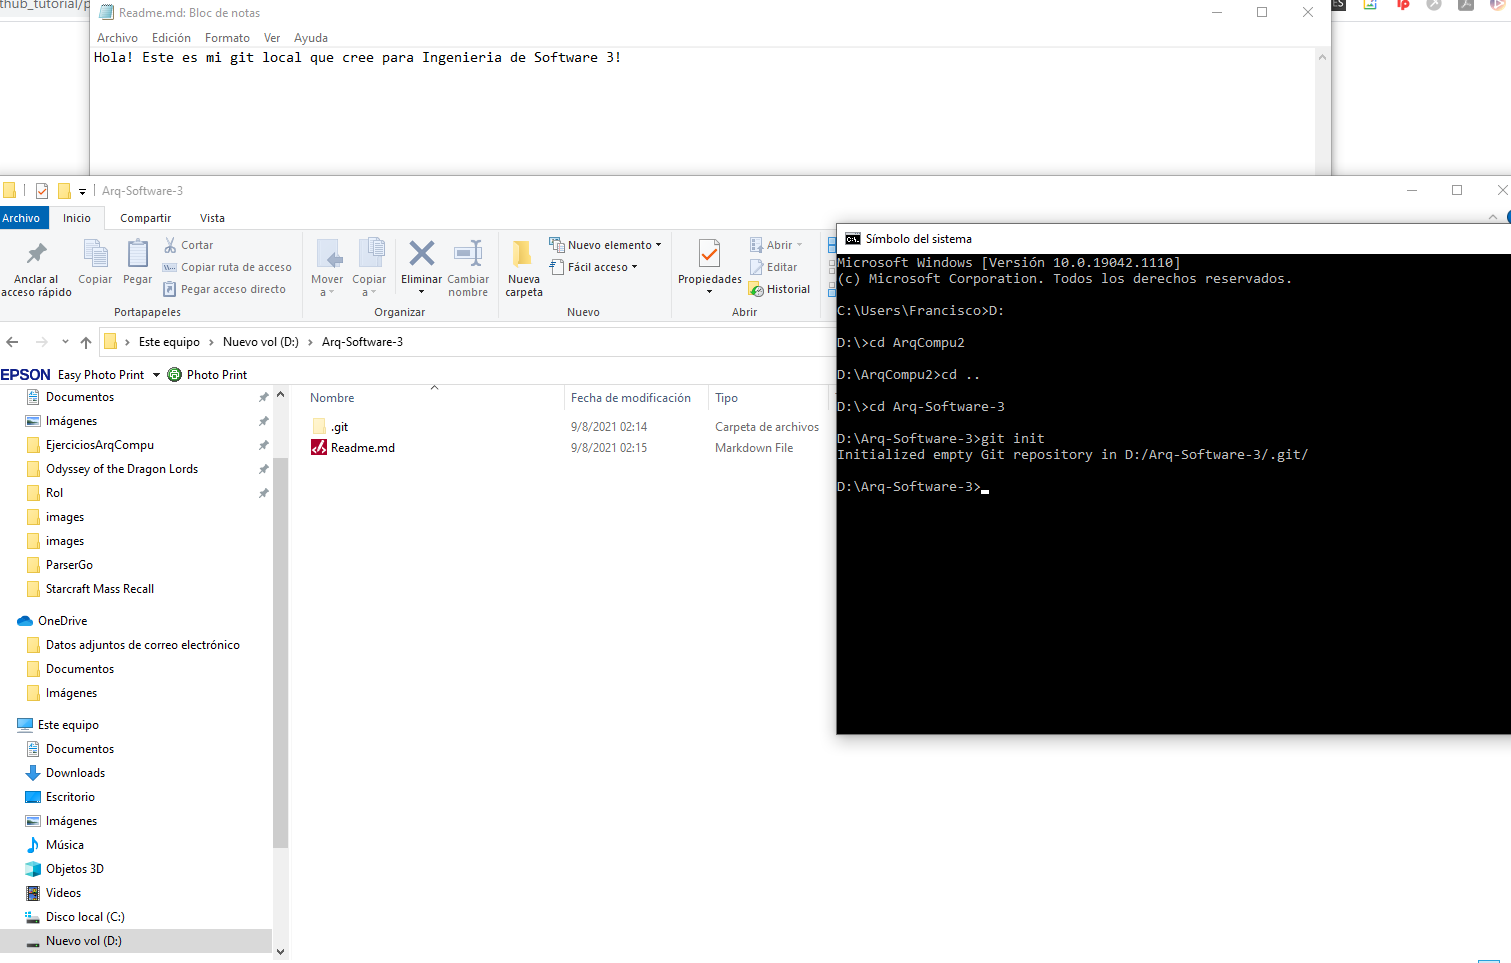 thub_tutorial/p
Readme.md: Bloc de notas
Archivo Edición Formato Ver Ayuda
Hola! Este es mi git local que cree para Ingenieria de Software 3!
Arq-Software-3
Archivo Inicio Compartir Vista
Anclar al acceso rápido
Copiar
Pegar
Cortar
Copiar ruta de acceso
Pegar acceso directo
Portapapeles
Mover a
Copiar a
Eliminar
Cambiar nombre
Organizar
Nueva carpeta
Nuevo elemento
Fácil acceso
Nuevo
Propiedades
Abrir
Editar
Historial
Abrir
Este equipo > Nuevo vol (D:) > Arq-Software-3
EPSON Easy Photo Print Photo Print
Documentos
Imágenes
EjerciciosArqCompu
Odyssey of the Dragon Lords
Rol
images
images
ParserGo
Starcraft Mass Recall
OneDrive
Datos adjuntos de correo electrónico
Documentos
Imágenes
Este equipo
Documentos
Downloads
Escritorio
Imágenes
Música
Objetos 3D
Videos
Disco local (C:)
Nuevo vol (D:)
Nombre Fecha de modificación Tipo
.git 9/8/2021 02:14 Carpeta de archivos
Readme.md 9/8/2021 02:15 Markdown File
Símbolo del sistema
Microsoft Windows [Versión 10.0.19042.1110]
(c) Microsoft Corporation. Todos los derechos reservados.
C:\Users\Francisco>D:
D:\>cd ArqCompu2
D:\ArqCompu2>cd ..
D:\>cd Arq-Software-3
D:\Arq-Software-3>git init
Initialized empty Git repository in D:/Arq-Software-3/.git/
D:\Arq-Software-3>